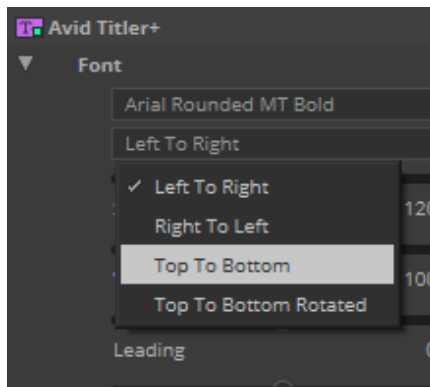 Avid Titler+
Font
Arial Rounded MT Bold
Left To Right
Left To Right
Right To Left
Top To Bottom
Top To Bottom Rotated
Leading